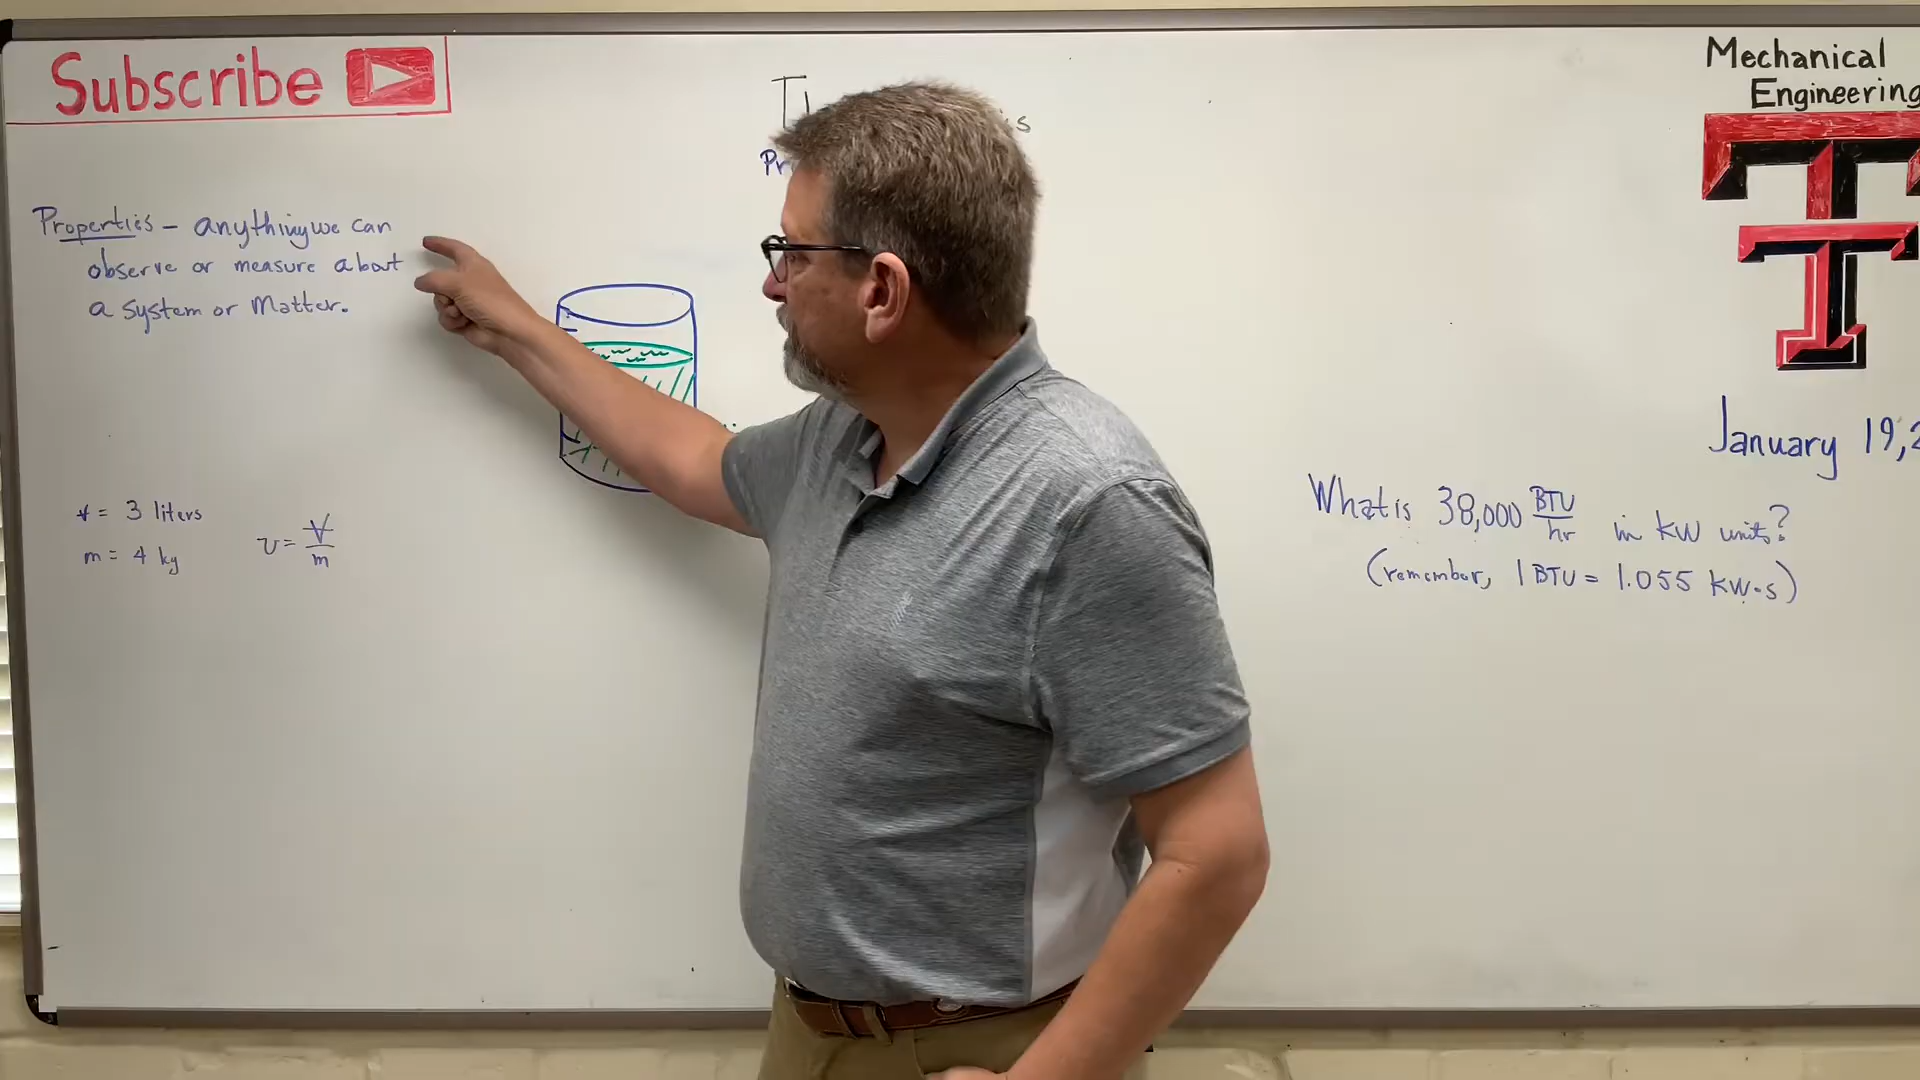 Subscribe
Properties - anything we can
observe or measure about
a system or Matter.
V = 3 liters
m = 4 kg
v = V/m
Mechanical
Engineering
January 19,
What is 38,000 BTU/hr in kW units?
(remember, 1 BTU = 1.055 kW·s)